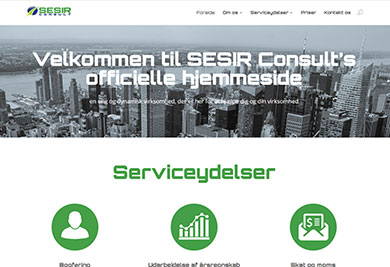 SESIR
CONSULT
Forside Om os Serviceydelser Priser Kontakt os
Velkommen til SESIR Consult's
officielle hjemmeside
en ung og dynamisk virksomhed, der er her for at hjælpe dig og din virksomhed
Serviceydelser
Bogføring Udarbejdelse af årsregnskab Skat og moms